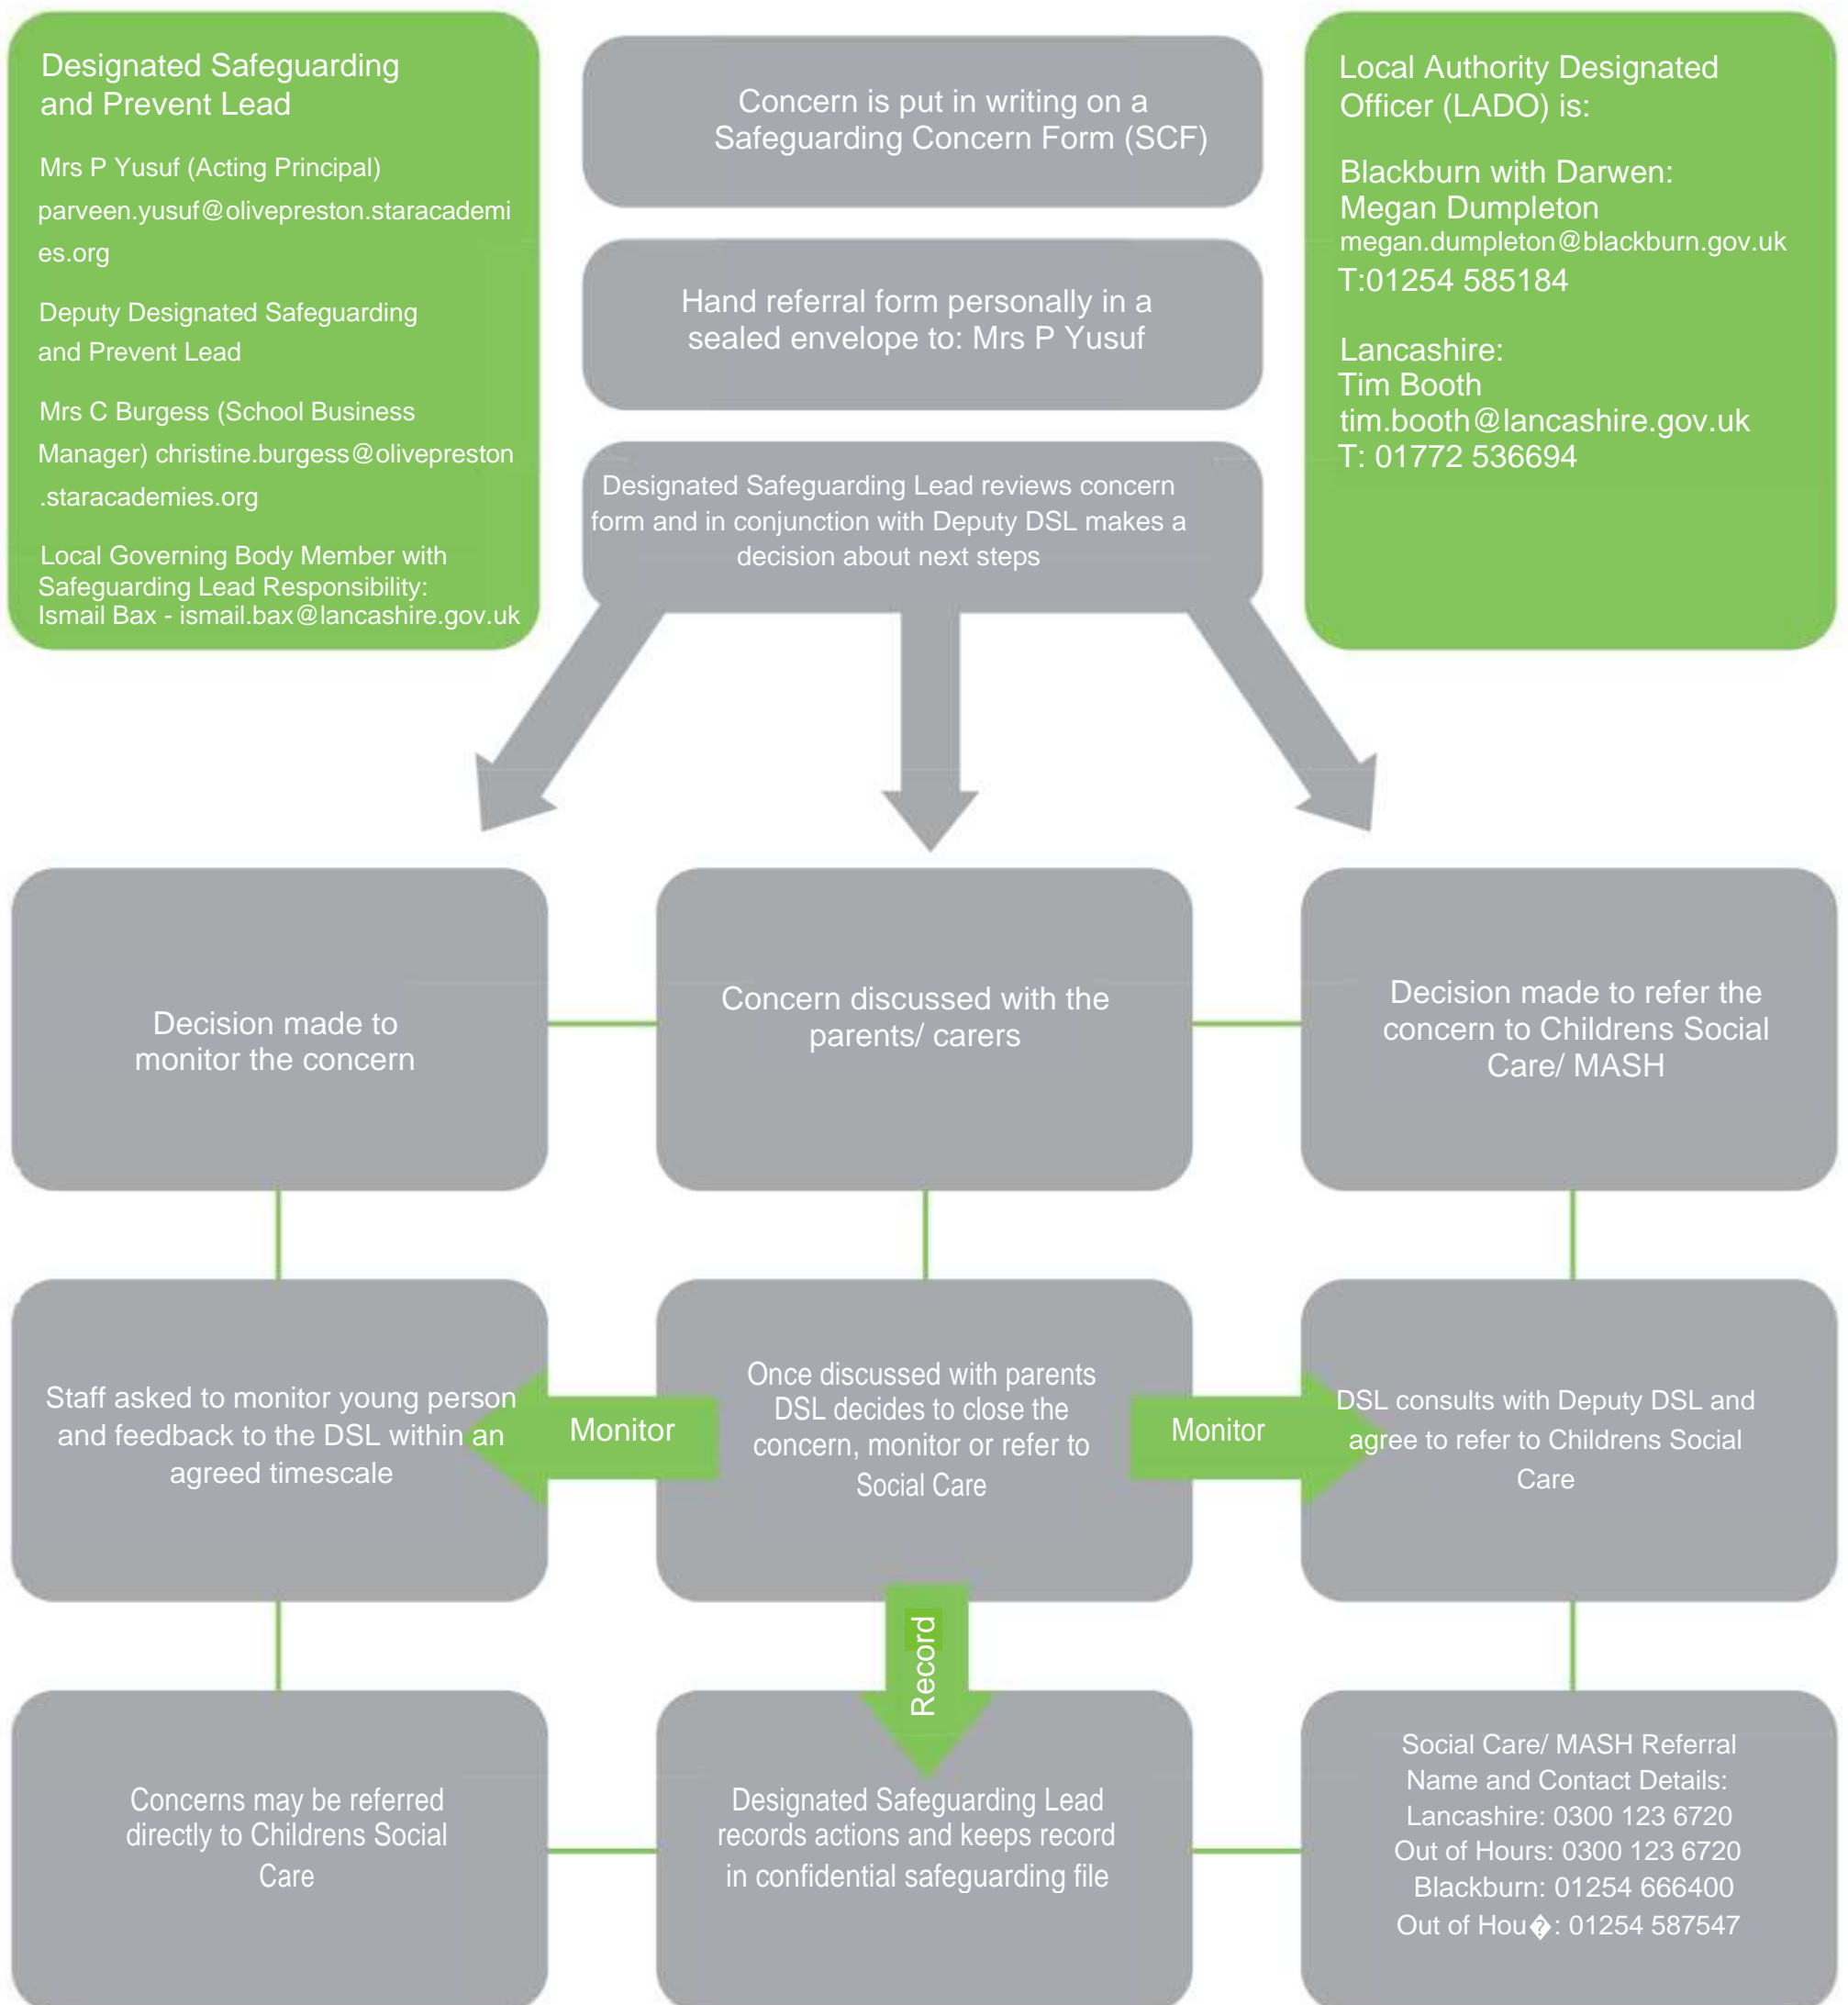 Designated Safeguarding
and Prevent Lead
Mrs P Yusuf (Acting Principal)
parveen.yusuf@olivepreston.staracademi
es.org
Deputy Designated Safeguarding
and Prevent Lead
Mrs C Burgess (School Business
Manager) christine.burgess@olivepreston
.staracademies.org
Local Governing Body Member with
Safeguarding Lead Responsibility:
Ismail Bax - ismail.bax@lancashire.gov.uk
Concern is put in writing on a
Safeguarding Concern Form (SCF)
Hand referral form personally in a
sealed envelope to: Mrs P Yusuf
Designated Safeguarding Lead reviews concern
form and in conjunction with Deputy DSL makes a
decision about next steps
Local Authority Designated
Officer (LADO) is:
Blackburn with Darwen:
Megan Dumpleton
megan.dumpleton@blackburn.gov.uk
T:01254 585184
Lancashire:
Tim Booth
tim.booth@lancashire.gov.uk
T: 01772 536694
Decision made to
monitor the concern
Concern discussed with the
parents/ carers
Decision made to refer the
concern to Childrens Social
Care/ MASH
Staff asked to monitor young person
and feedback to the DSL within an
agreed timescale
Monitor
Once discussed with parents
DSL decides to close the
concern, monitor or refer to
Social Care
Monitor
DSL consults with Deputy DSL and
agree to refer to Childrens Social
Care
Record
Concerns may be referred
directly to Childrens Social
Care
Designated Safeguarding Lead
records actions and keeps record
in confidential safeguarding file
Social Care/ MASH Referral
Name and Contact Details:
Lancashire: 0300 123 6720
Out of Hours: 0300 123 6720
Blackburn: 01254 666400
Out of Hou�: 01254 587547